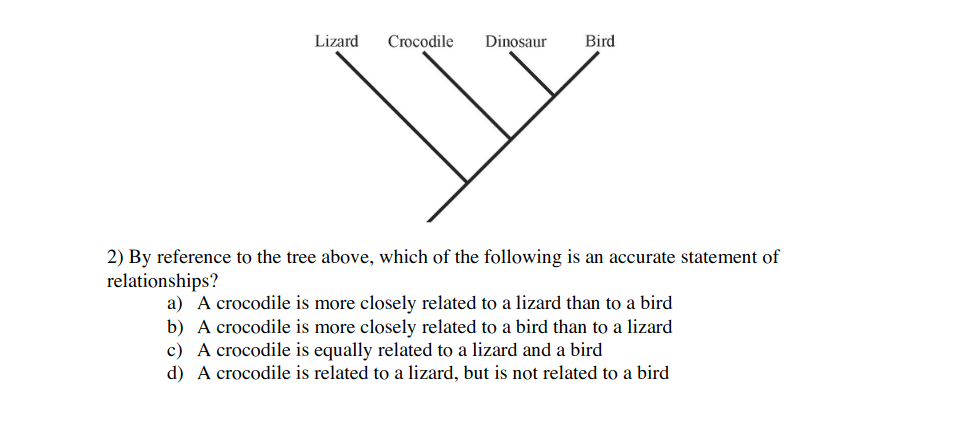 Lizard Crocodile Dinosaur Bird
2) By reference to the tree above, which of the following is an accurate statement of
relationships?
a) A crocodile is more closely related to a lizard than to a bird
b) A crocodile is more closely related to a bird than to a lizard
c) A crocodile is equally related to a lizard and a bird
d) A crocodile is related to a lizard, but is not related to a bird